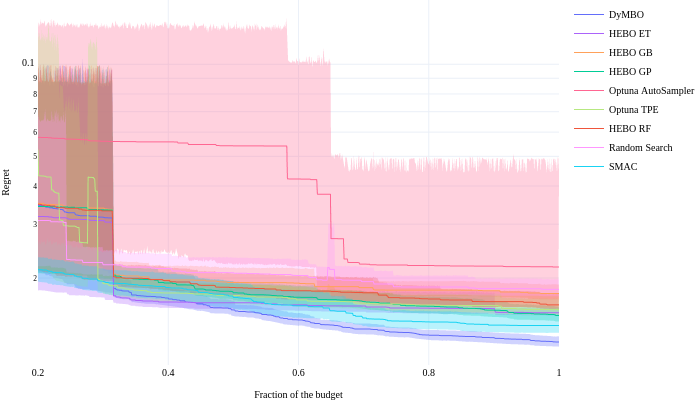 DyMBO
HEBO ET
HEBO GB
HEBO GP
Optuna AutoSampler
Optuna TPE
HEBO RF
Random Search
SMAC
0.1
9
8
7
6
5
4
3
2
Regret
0.2
0.4
0.6
0.8
1
Fraction of the budget